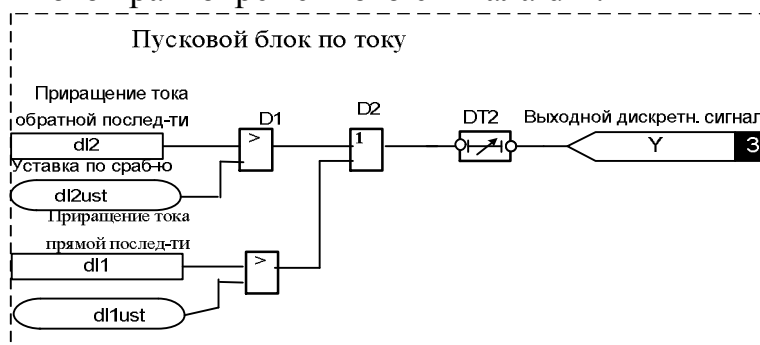 Пусковой блок по току
Приращение тока
обратной послед-ти
dI2
Уставка по сраб-ю
dI2ust
D1
>
D2
1
DT2
Выходной дискретн. сигнал
Y
3
Приращение тока
прямой послед-ти
dI1
>
dI1ust